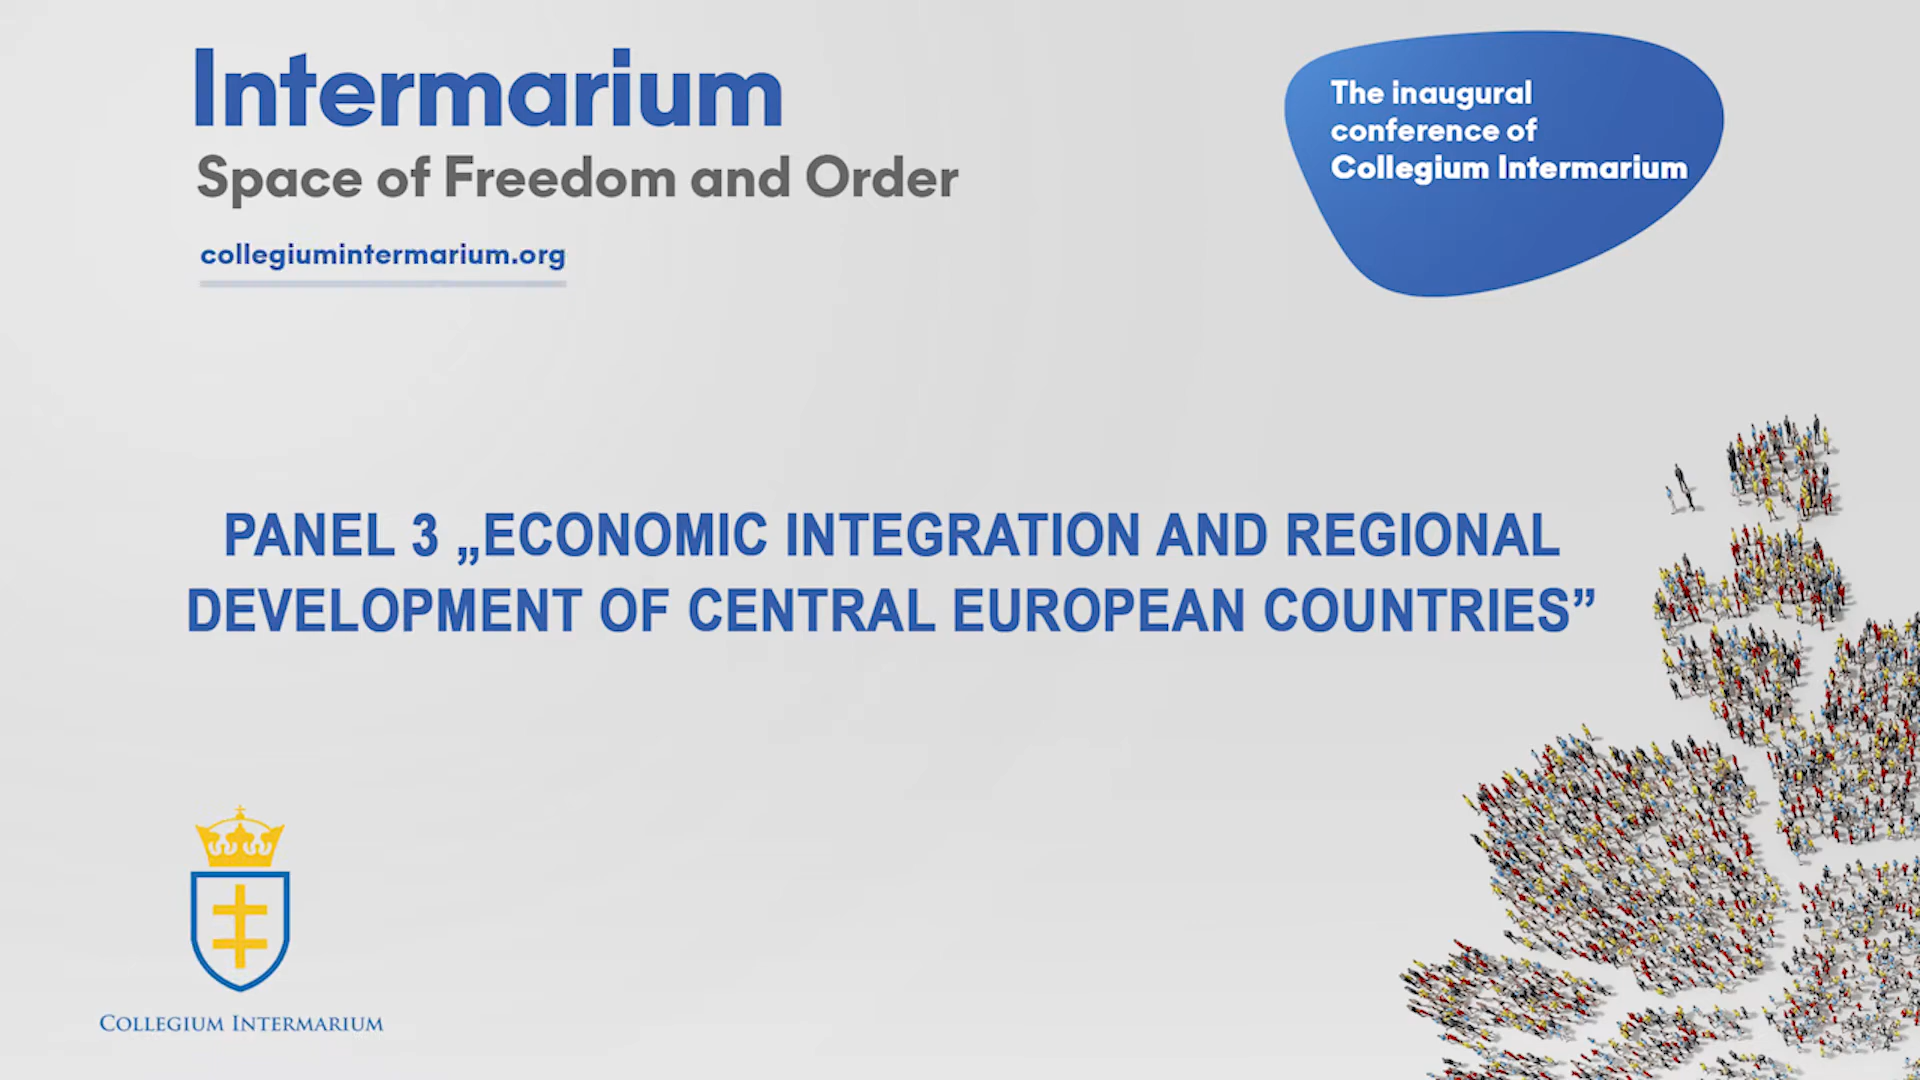 Intermarium
Space of Freedom and Order
collegiumintermarium.org
The inaugural
conference of
Collegium Intermarium
PANEL 3 „ECONOMIC INTEGRATION AND REGIONAL
DEVELOPMENT OF CENTRAL EUROPEAN COUNTRIES”
COLLEGIUM INTERMARIUM